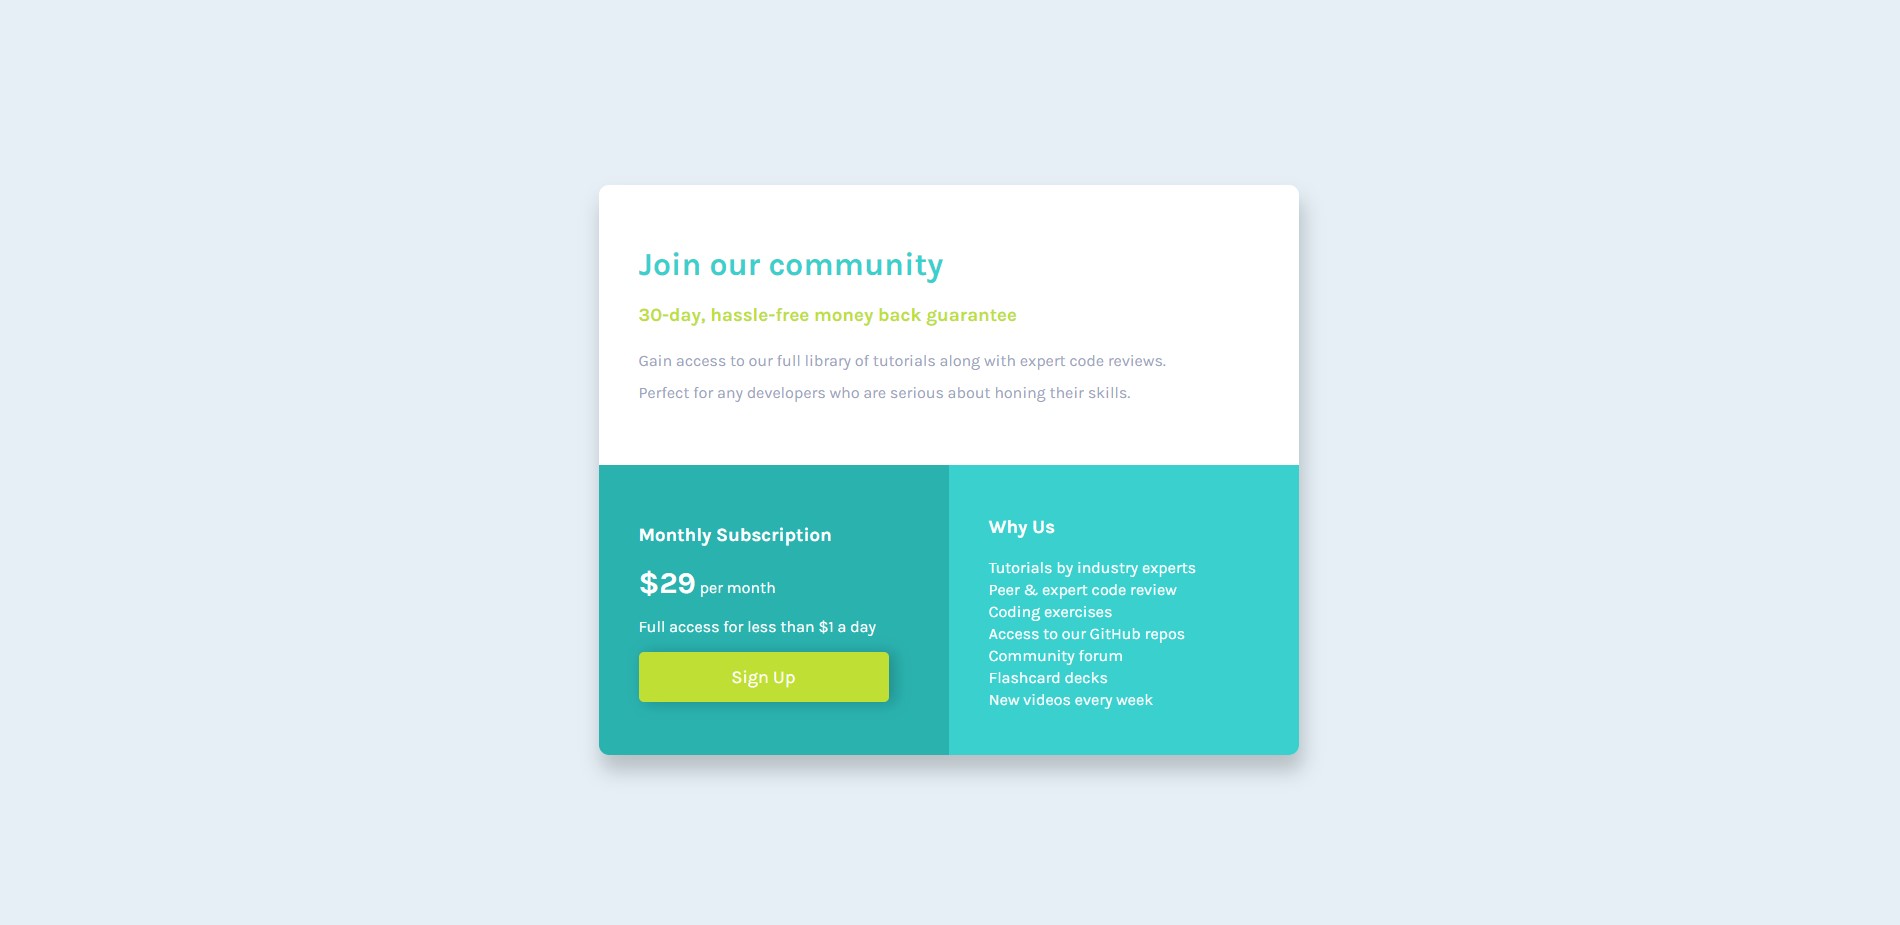 Join our community
30-day, hassle-free money back guarantee
Gain access to our full library of tutorials along with expert code reviews.
Perfect for any developers who are serious about honing their skills.
Monthly Subscription
$29 per month
Full access for less than $1 a day
Sign Up
Why Us
Tutorials by industry experts
Peer & expert code review
Coding exercises
Access to our GitHub repos
Community forum
Flashcard decks
New videos every week